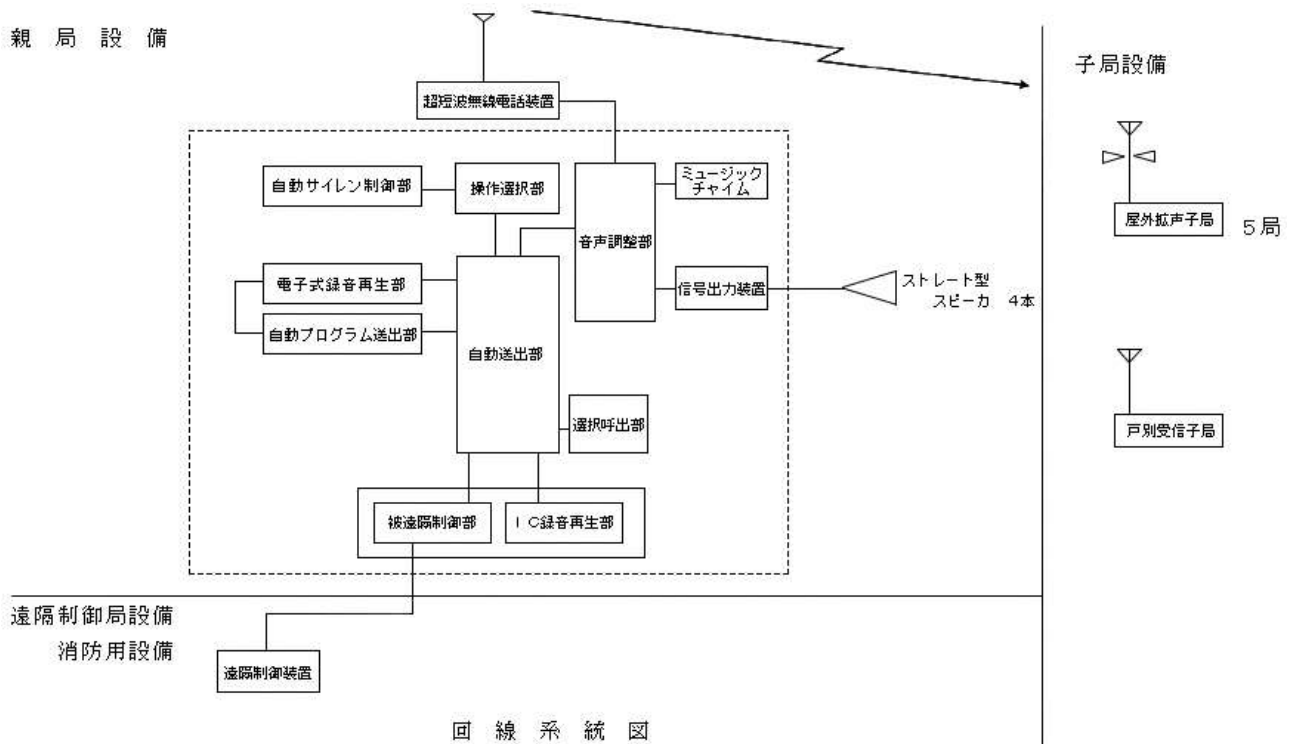 親局設備
子局設備
超短波無線電話装置
自動サイレン制御部
操作選択部
ミュージック
チャイム
屋外拡声子局
5局
音声調整部
電子式録音再生部
信号出力装置
ストレート型
スピーカ 4本
自動プログラム送出部
自動送出部
選択呼出部
戸別受信子局
被遠隔制御部
IC録音再生部
遠隔制御局設備
消防用設備
遠隔制御装置
回線系統図